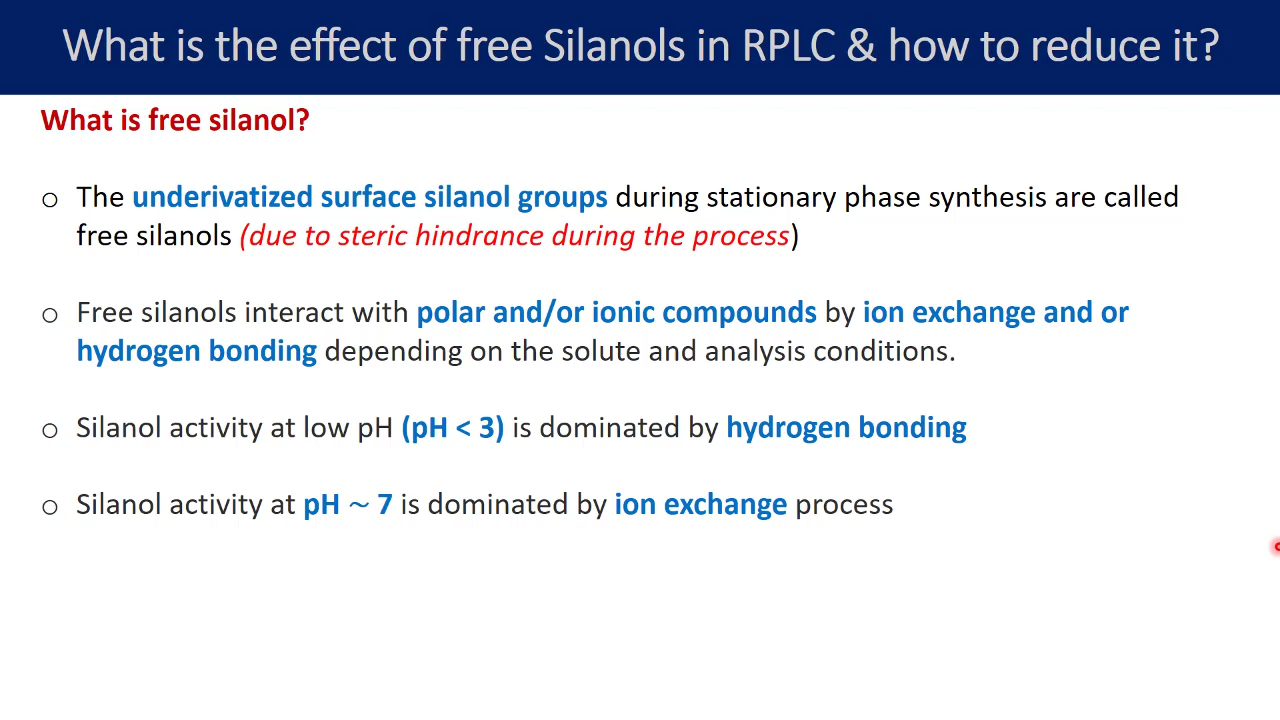 What is the effect of free Silanols in RPLC & how to reduce it?
What is free silanol?
o The underivatized surface silanol groups during stationary phase synthesis are called
free silanols (due to steric hindrance during the process)
o Free silanols interact with polar and/or ionic compounds by ion exchange and or
hydrogen bonding depending on the solute and analysis conditions.
o Silanol activity at low pH (pH < 3) is dominated by hydrogen bonding
o Silanol activity at pH ~ 7 is dominated by ion exchange process